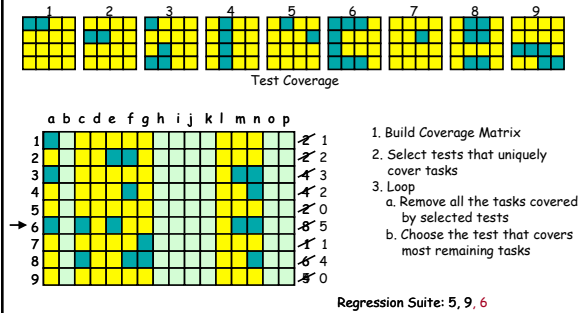 1 2 3 4 5 6 7 8 9
Test Coverage
a b c d e f g h i j k l m n o p
1 2 1
2 2 2
3 4 3
4 4 2
5 2 0
→ 6 8 5
7 1 1
8 6 4
9 5 0
1. Build Coverage Matrix
2. Select tests that uniquely
cover tasks
3. Loop
a. Remove all the tasks covered
by selected tests
b. Choose the test that covers
most remaining tasks
Regression Suite: 5, 9, 6